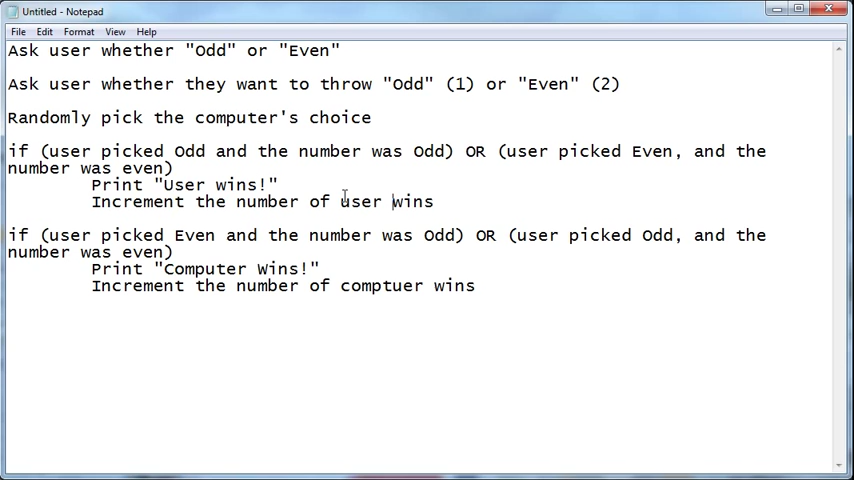 Untitled - Notepad
File Edit Format View Help
Ask user whether "Odd" or "Even"
Ask user whether they want to throw "Odd" (1) or "Even" (2)
Randomly pick the computer's choice
if (user picked Odd and the number was Odd) OR (user picked Even, and the
number was even)
Print "User wins!"
Increment the number of user wins
if (user picked Even and the number was Odd) OR (user picked Odd, and the
number was even)
Print "Computer Wins!"
Increment the number of comptuer wins